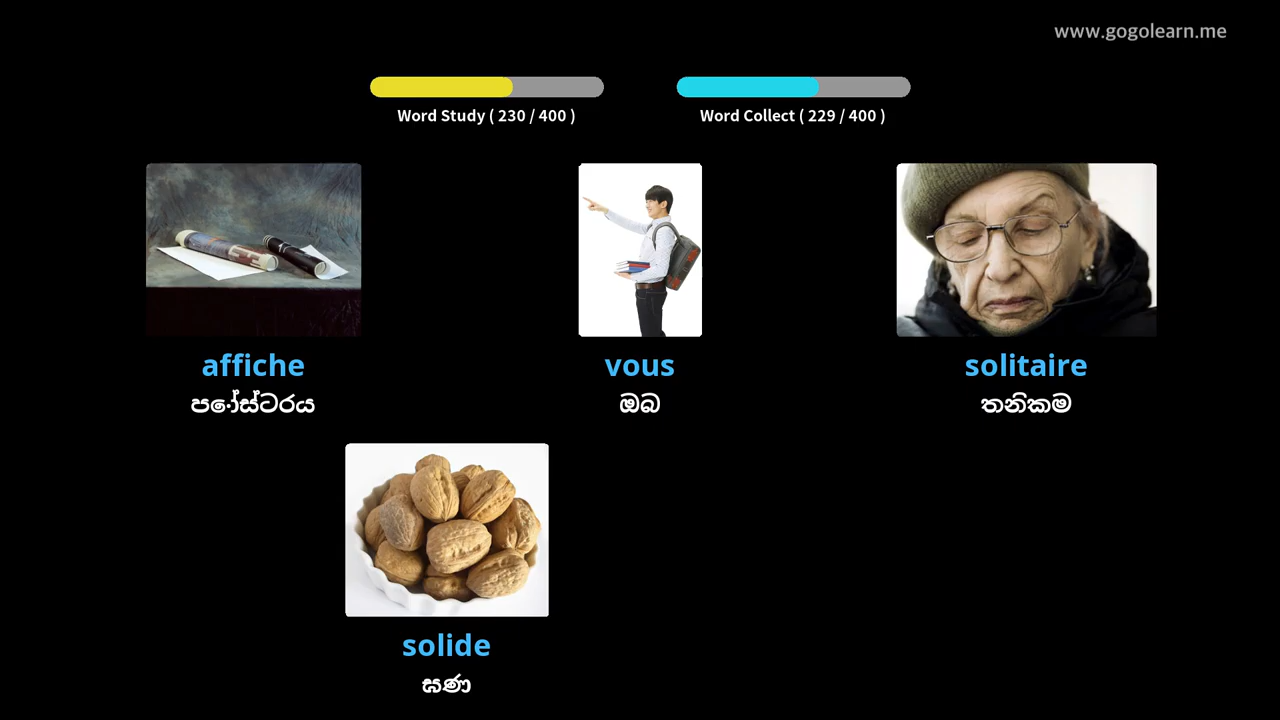 www.gogolearn.me
Word Study ( 230 / 400 )
Word Collect ( 229 / 400 )
affiche
vous
solitaire
පෝස්ටරය
ඔබ
තනිකම
solide
ඝණ